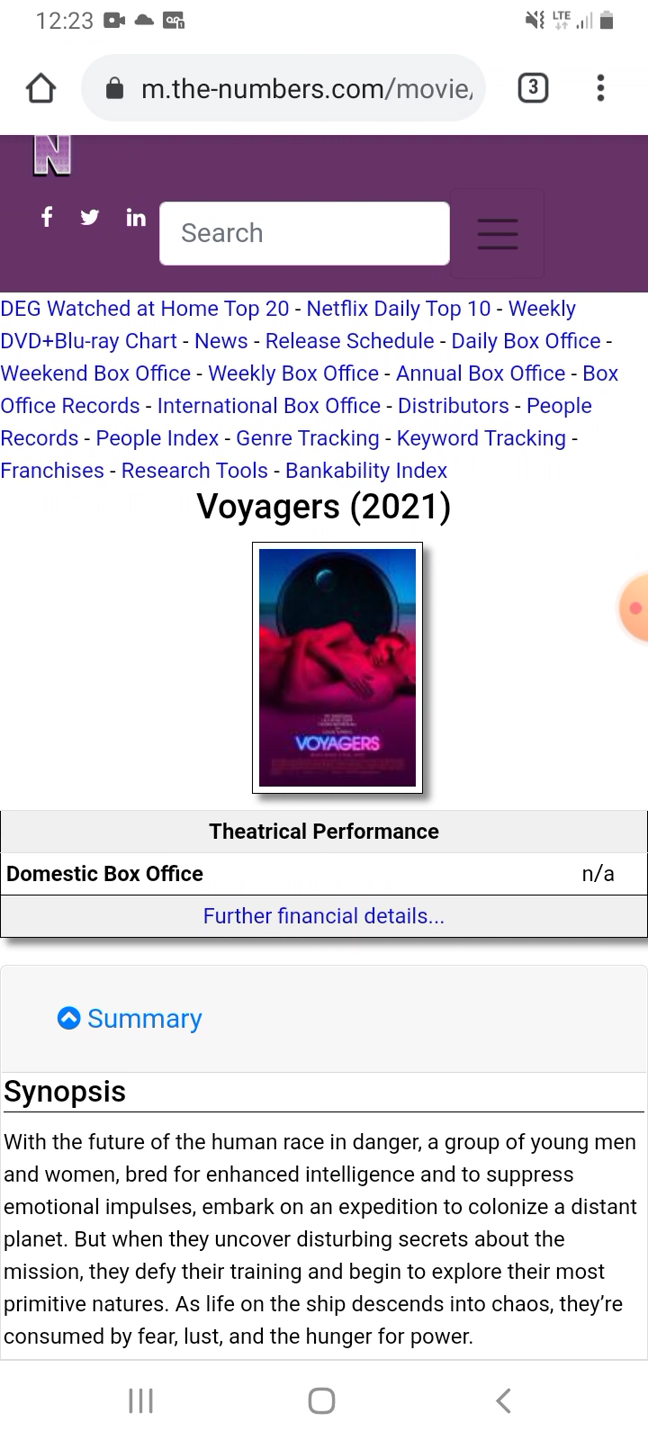 12:23
LTE
m.the-numbers.com/movie,
3
N
f in
Search
DEG Watched at Home Top 20 - Netflix Daily Top 10 - Weekly
DVD+Blu-ray Chart - News - Release Schedule - Daily Box Office -
Weekend Box Office - Weekly Box Office - Annual Box Office - Box
Office Records - International Box Office - Distributors - People
Records - People Index - Genre Tracking - Keyword Tracking -
Franchises - Research Tools - Bankability Index
Voyagers (2021)
VOYAGERS
Theatrical Performance
Domestic Box Office n/a
Further financial details...
Summary
Synopsis
With the future of the human race in danger, a group of young men
and women, bred for enhanced intelligence and to suppress
emotional impulses, embark on an expedition to colonize a distant
planet. But when they uncover disturbing secrets about the
mission, they defy their training and begin to explore their most
primitive natures. As life on the ship descends into chaos, they’re
consumed by fear, lust, and the hunger for power.